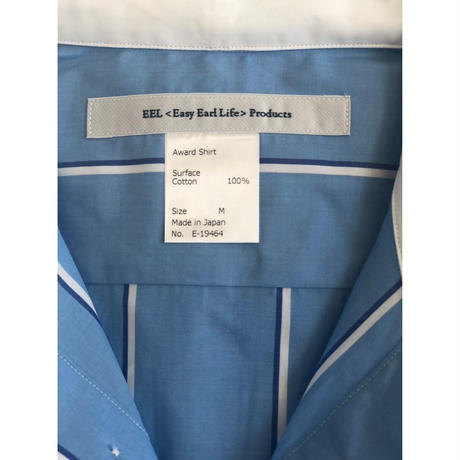 EEL <Easy Earl Life> Products
Award Shirt
Surface
Cotton 100%
Size M
Made in Japan
No. E-19464